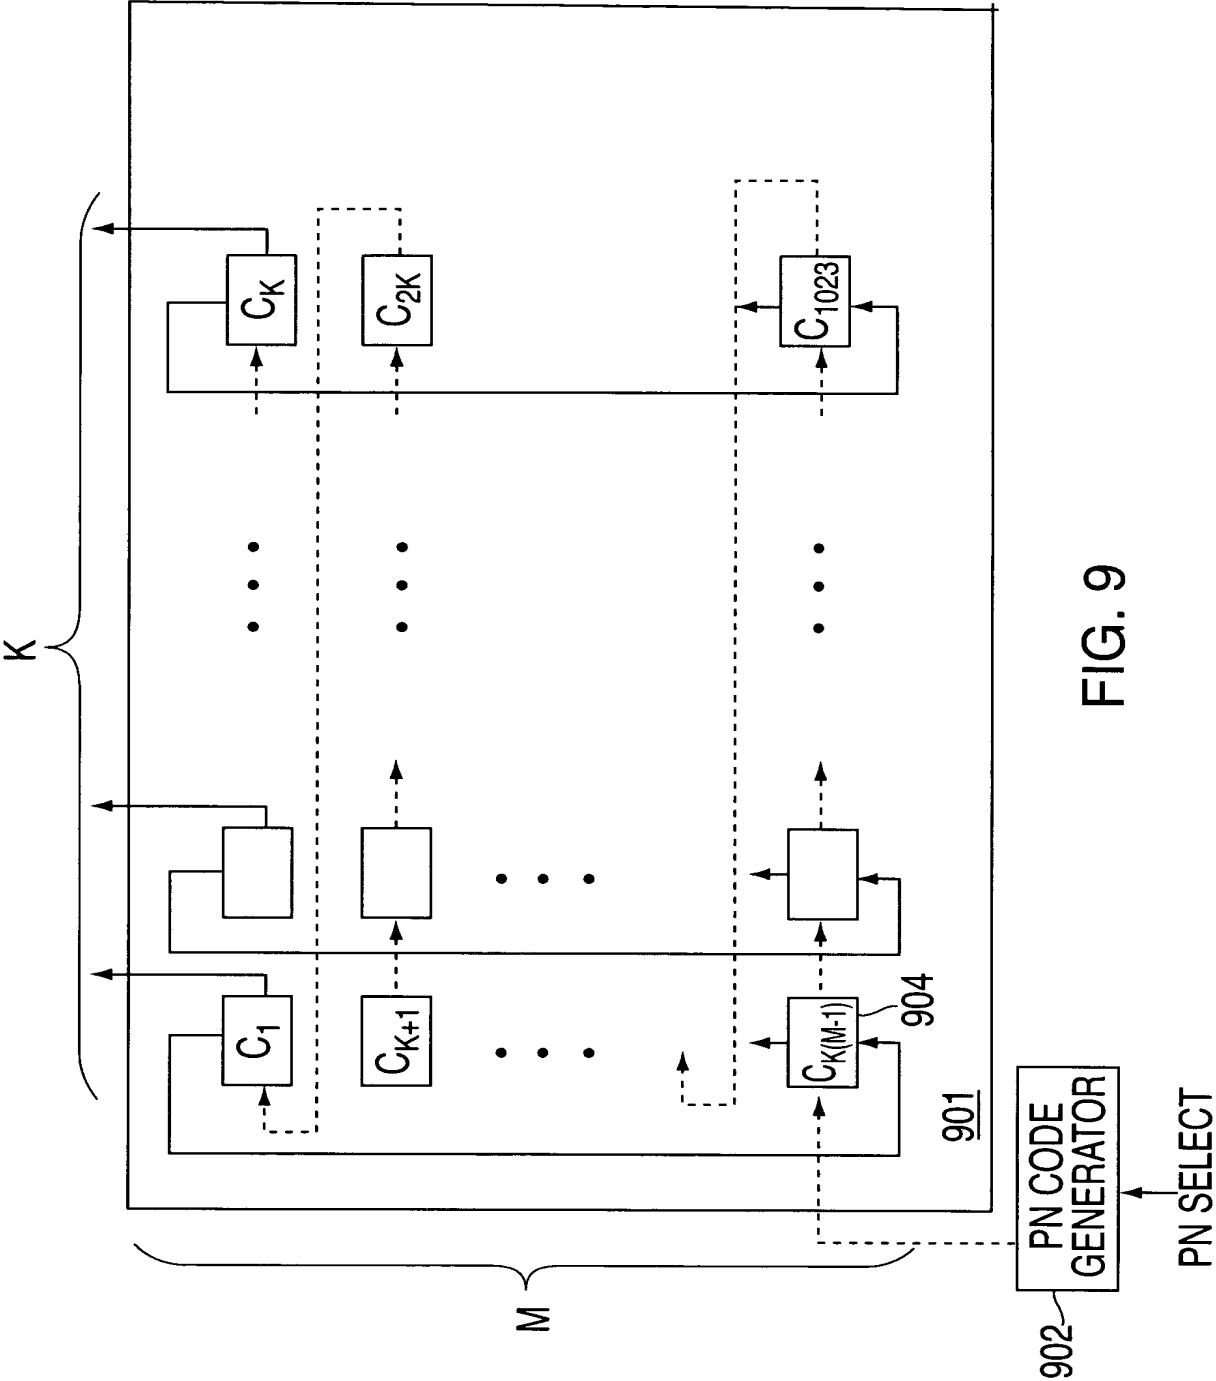 K
C1
CK
CK+1
C2K
CK(M-1)
C1023
904
M
901
PN CODE
GENERATOR
902
PN SELECT
FIG. 9